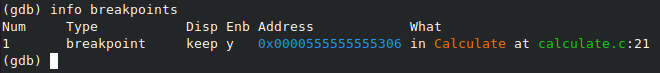 (gdb) info breakpoints
Num     Type           Disp Enb Address            What
1       breakpoint     keep y   0x0000555555555306 in Calculate at calculate.c:21
(gdb)